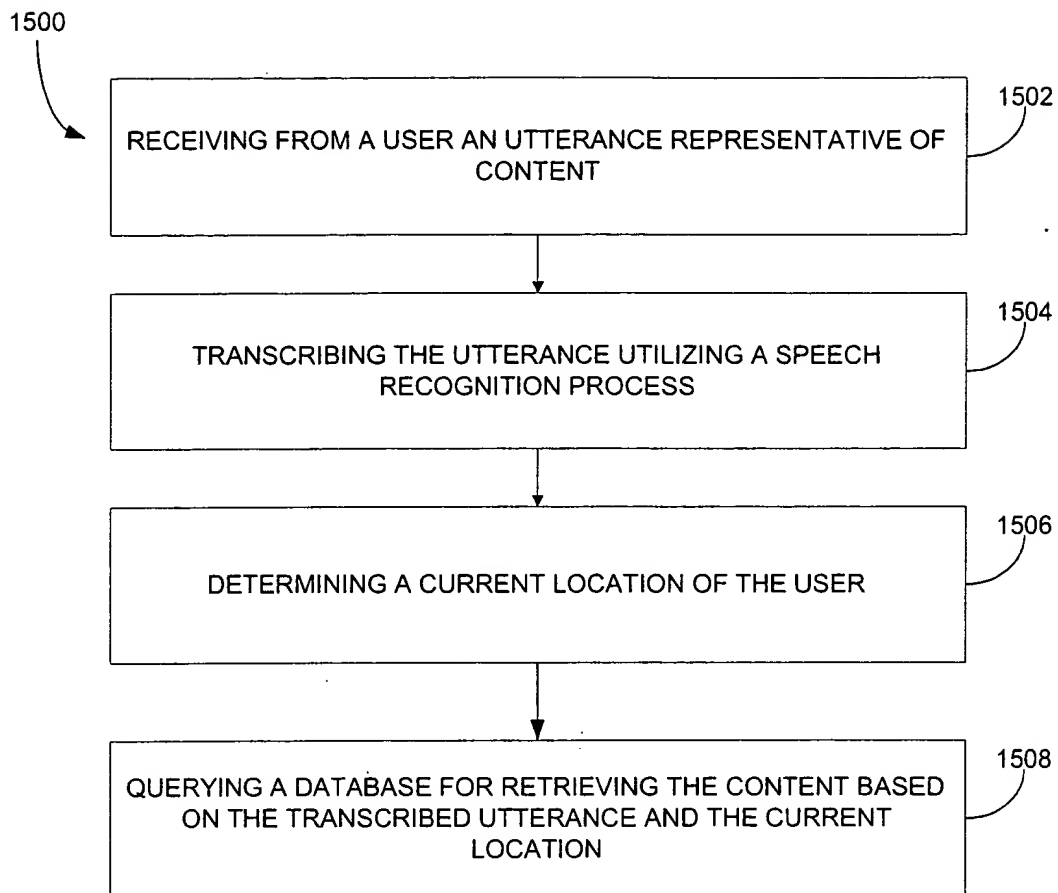 1500
1502
RECEIVING FROM A USER AN UTTERANCE REPRESENTATIVE OF
CONTENT
1504
TRANSCRIBING THE UTTERANCE UTILIZING A SPEECH
RECOGNITION PROCESS
1506
DETERMINING A CURRENT LOCATION OF THE USER
1508
QUERYING A DATABASE FOR RETRIEVING THE CONTENT BASED
ON THE TRANSCRIBED UTTERANCE AND THE CURRENT
LOCATION